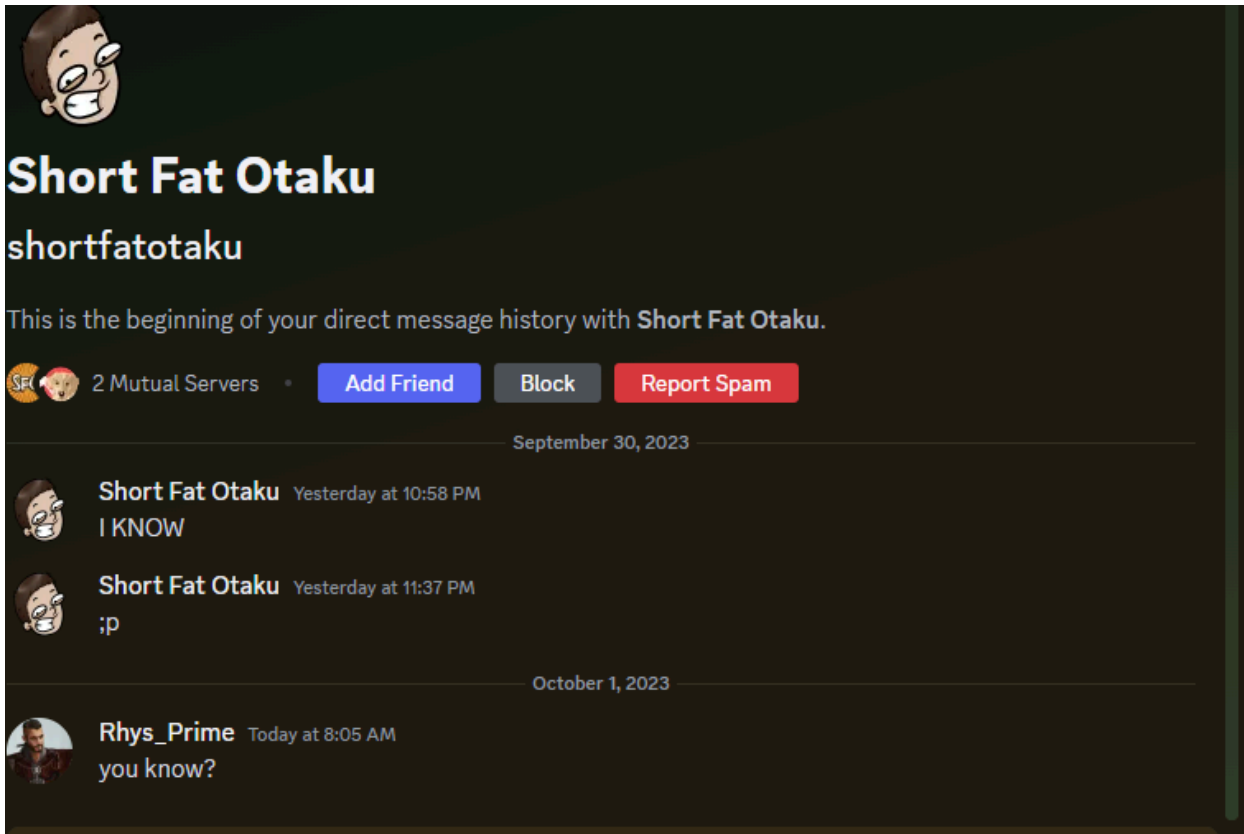 Short Fat Otaku
shortfatotaku
This is the beginning of your direct message history with Short Fat Otaku.
SFO 2 Mutual Servers • Add Friend Block Report Spam
September 30, 2023
Short Fat Otaku Yesterday at 10:58 PM
I KNOW
Short Fat Otaku Yesterday at 11:37 PM
;p
October 1, 2023
Rhys_Prime Today at 8:05 AM
you know?